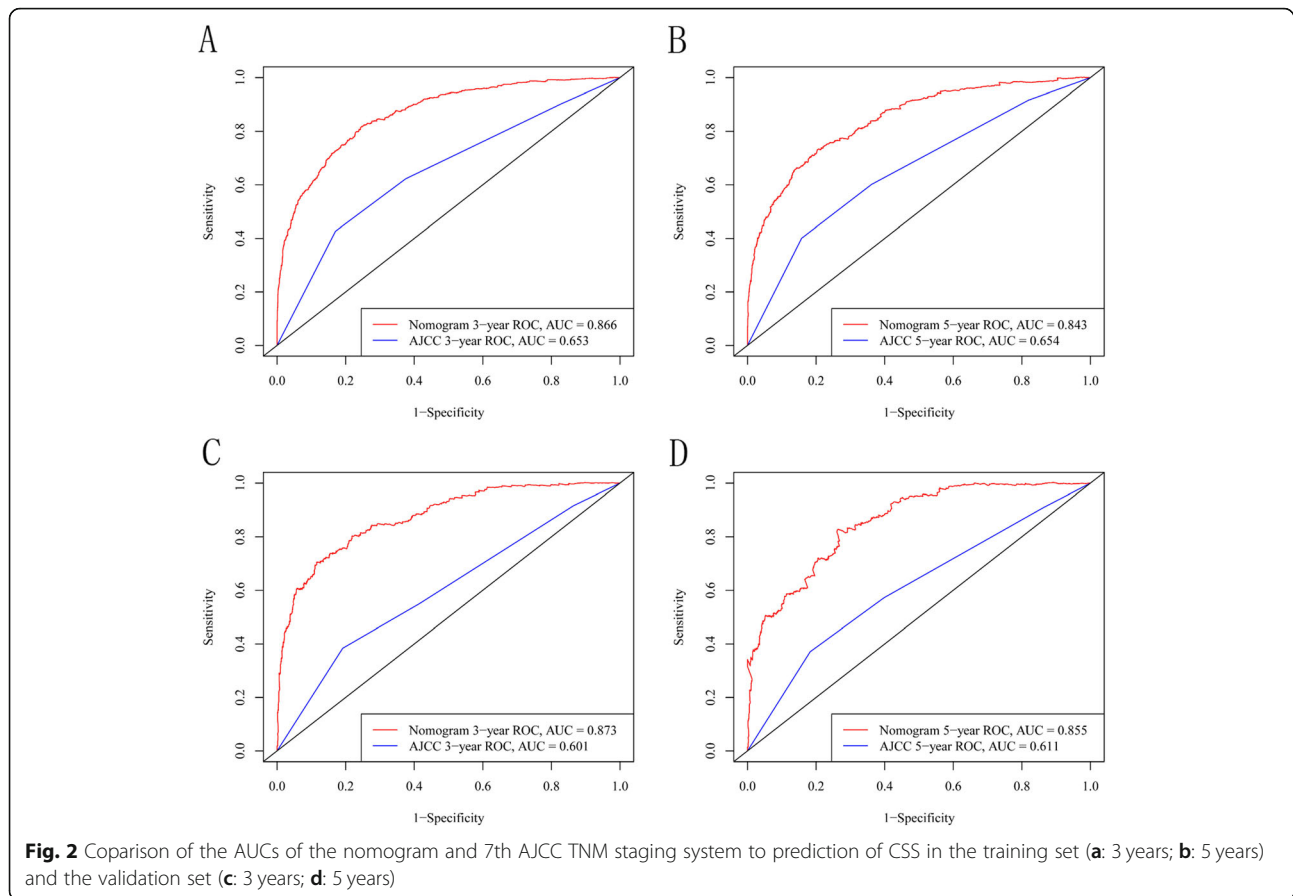 A
1.0
0.8
0.6
0.4
0.2
0.0
Sensitivity
Nomogram 3−year ROC, AUC = 0.866
AJCC 3−year ROC, AUC = 0.653
0.0 0.2 0.4 0.6 0.8 1.0
1−Specificity
B
1.0
0.8
0.6
0.4
0.2
0.0
Sensitivity
Nomogram 5−year ROC, AUC = 0.843
AJCC 5−year ROC, AUC = 0.654
0.0 0.2 0.4 0.6 0.8 1.0
1−Specificity
C
1.0
0.8
0.6
0.4
0.2
0.0
Sensitivity
Nomogram 3−year ROC, AUC = 0.873
AJCC 3−year ROC, AUC = 0.601
0.0 0.2 0.4 0.6 0.8 1.0
1−Specificity
D
1.0
0.8
0.6
0.4
0.2
0.0
Sensitivity
Nomogram 5−year ROC, AUC = 0.855
AJCC 5−year ROC, AUC = 0.611
0.0 0.2 0.4 0.6 0.8 1.0
1−Specificity
Fig. 2 Coparison of the AUCs of the nomogram and 7th AJCC TNM staging system to prediction of CSS in the training set (a: 3 years; b: 5 years)
and the validation set (c: 3 years; d: 5 years)